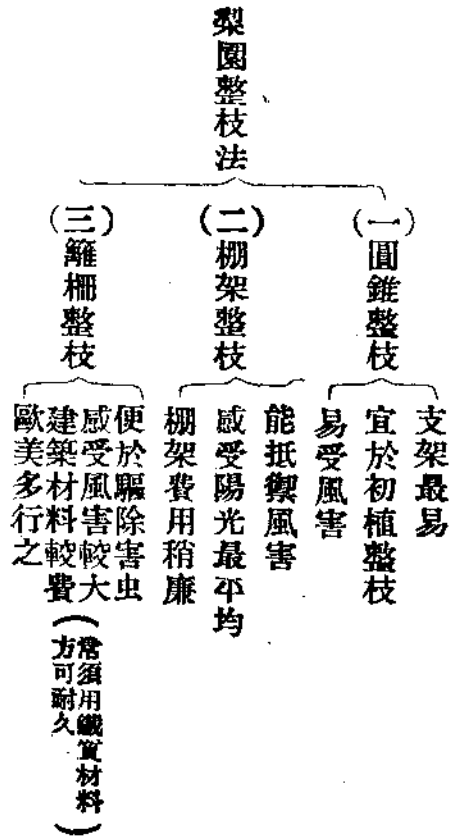 梨園整枝法
(一)圓錐整枝
支架最易
宜於初植整枝
易受風害
(二)棚架整枝
能抵禦風害
感受陽光最平均
棚架費用稍廉
(三)籬柵整枝
便於驅除害虫
感受風害較大
建築材料較費(常須用鐵質材料方可耐久)
歐美多行之